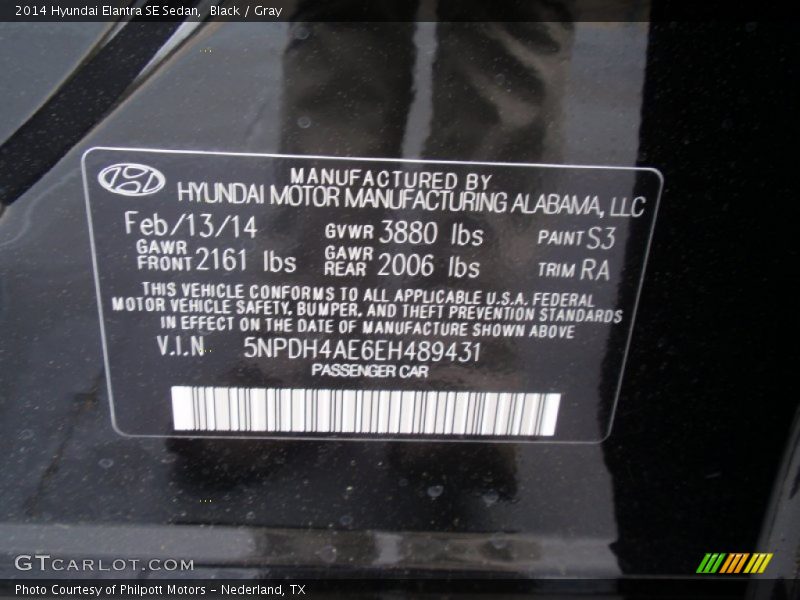 2014 Hyundai Elantra SE Sedan, Black / Gray
MANUFACTURED BY
HYUNDAI MOTOR MANUFACTURING ALABAMA, LLC
Feb/13/14 GVWR 3880 lbs PAINT S3
GAWR FRONT 2161 lbs GAWR REAR 2006 lbs TRIM RA
THIS VEHICLE CONFORMS TO ALL APPLICABLE U.S.A. FEDERAL
MOTOR VEHICLE SAFETY, BUMPER, AND THEFT PREVENTION STANDARDS
IN EFFECT ON THE DATE OF MANUFACTURE SHOWN ABOVE
V.I.N. 5NPDH4AE6EH489431
PASSENGER CAR
GTCARLOT.COM
Photo Courtesy of Philpott Motors - Nederland, TX